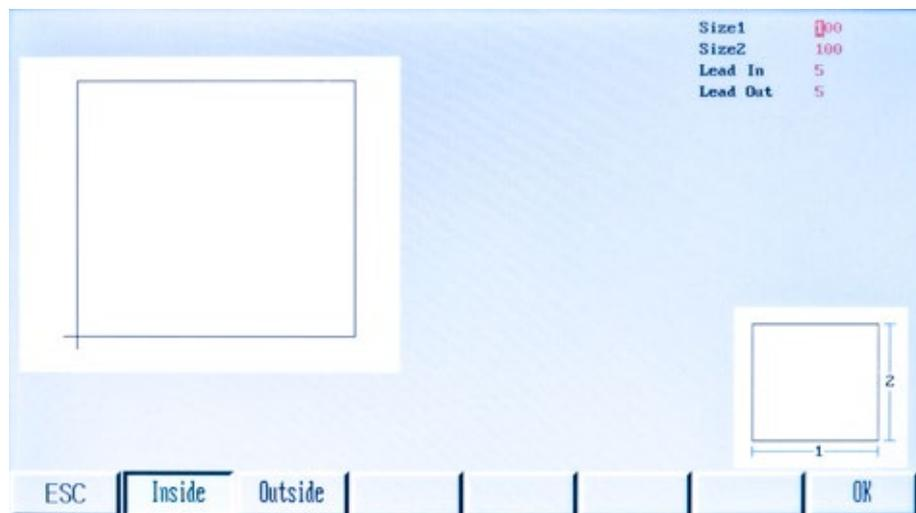 Size1 100
Size2 100
Lead In 5
Lead Out 5
2
1
ESC Inside Outside OK